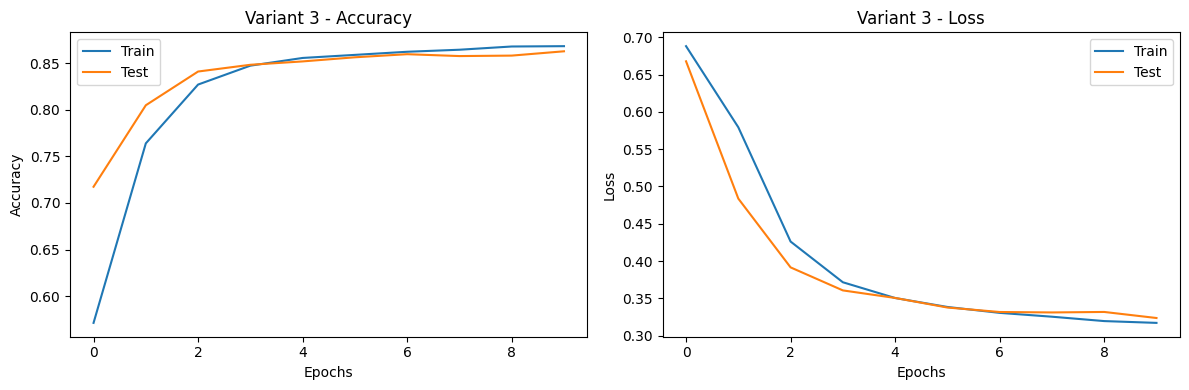 Variant 3 - Accuracy
Train
Test
0.85
0.80
0.75
0.70
0.65
0.60
Accuracy
0 2 4 6 8
Epochs
Variant 3 - Loss
Train
Test
0.70
0.65
0.60
0.55
0.50
0.45
0.40
0.35
0.30
Loss
0 2 4 6 8
Epochs